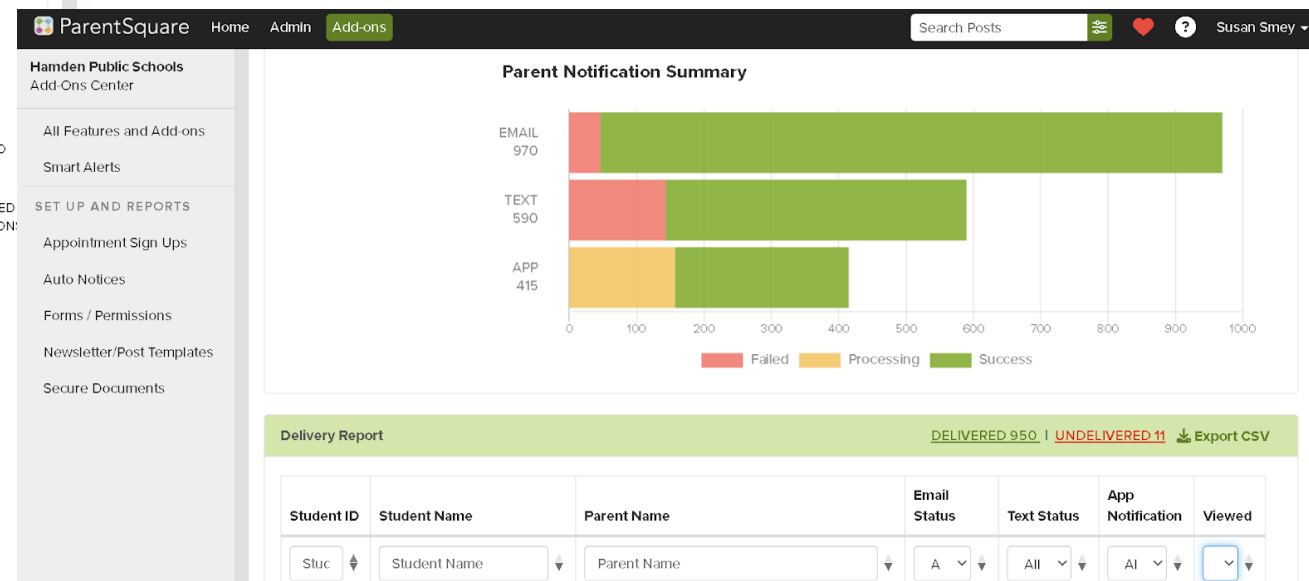 ParentSquare Home Admin Add-ons Search Posts ? Susan Smey
Hamden Public Schools
Add-Ons Center
All Features and Add-ons
Smart Alerts
SET UP AND REPORTS
Appointment Sign Ups
Auto Notices
Forms / Permissions
Newsletter/Post Templates
Secure Documents
Parent Notification Summary
EMAIL
970
TEXT
590
APP
415
0 100 200 300 400 500 600 700 800 900 1000
Failed Processing Success
Delivery Report DELIVERED 950 | UNDELIVERED 11 Export CSV
Student ID Student Name Parent Name Email Status Text Status App Notification Viewed
Stuc Student Name Parent Name A All Al